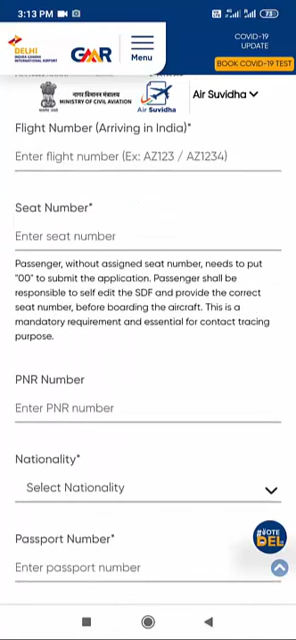 3:13 PM
73
DELHI
INDIRA GANDHI
INTERNATIONAL AIRPORT
GMR
Menu
COVID-19
UPDATE
BOOK COVID-19 TEST
नागर विमानन मंत्रालय
MINISTRY OF CIVIL AVIATION
Air Suvidha
Air Suvidha
Flight Number (Arriving in India)*
Enter flight number (Ex: AZ123 / AZ1234)
Seat Number*
Enter seat number
Passenger, without assigned seat number, needs to put
"00" to submit the application. Passenger shall be
responsible to self edit the SDF and provide the correct
seat number, before boarding the aircraft. This is a
mandatory requirement and essential for contact tracing
purpose.
PNR Number
Enter PNR number
Nationality*
Select Nationality
#VOTE
DEL
Passport Number*
Enter passport number